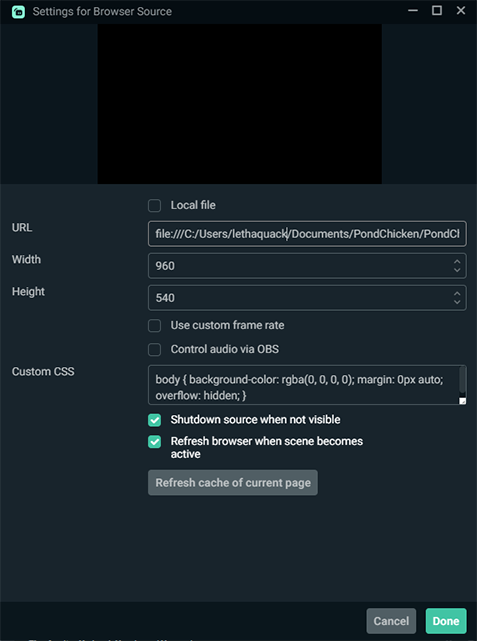 Settings for Browser Source
Local file
URL
file:///C:/Users/lethaquack/Documents/PondChicken/PondCl
Width
960
Height
540
Use custom frame rate
Control audio via OBS
Custom CSS
body { background-color: rgba(0, 0, 0, 0); margin: 0px auto;
overflow: hidden; }
Shutdown source when not visible
Refresh browser when scene becomes
active
Refresh cache of current page
Cancel
Done